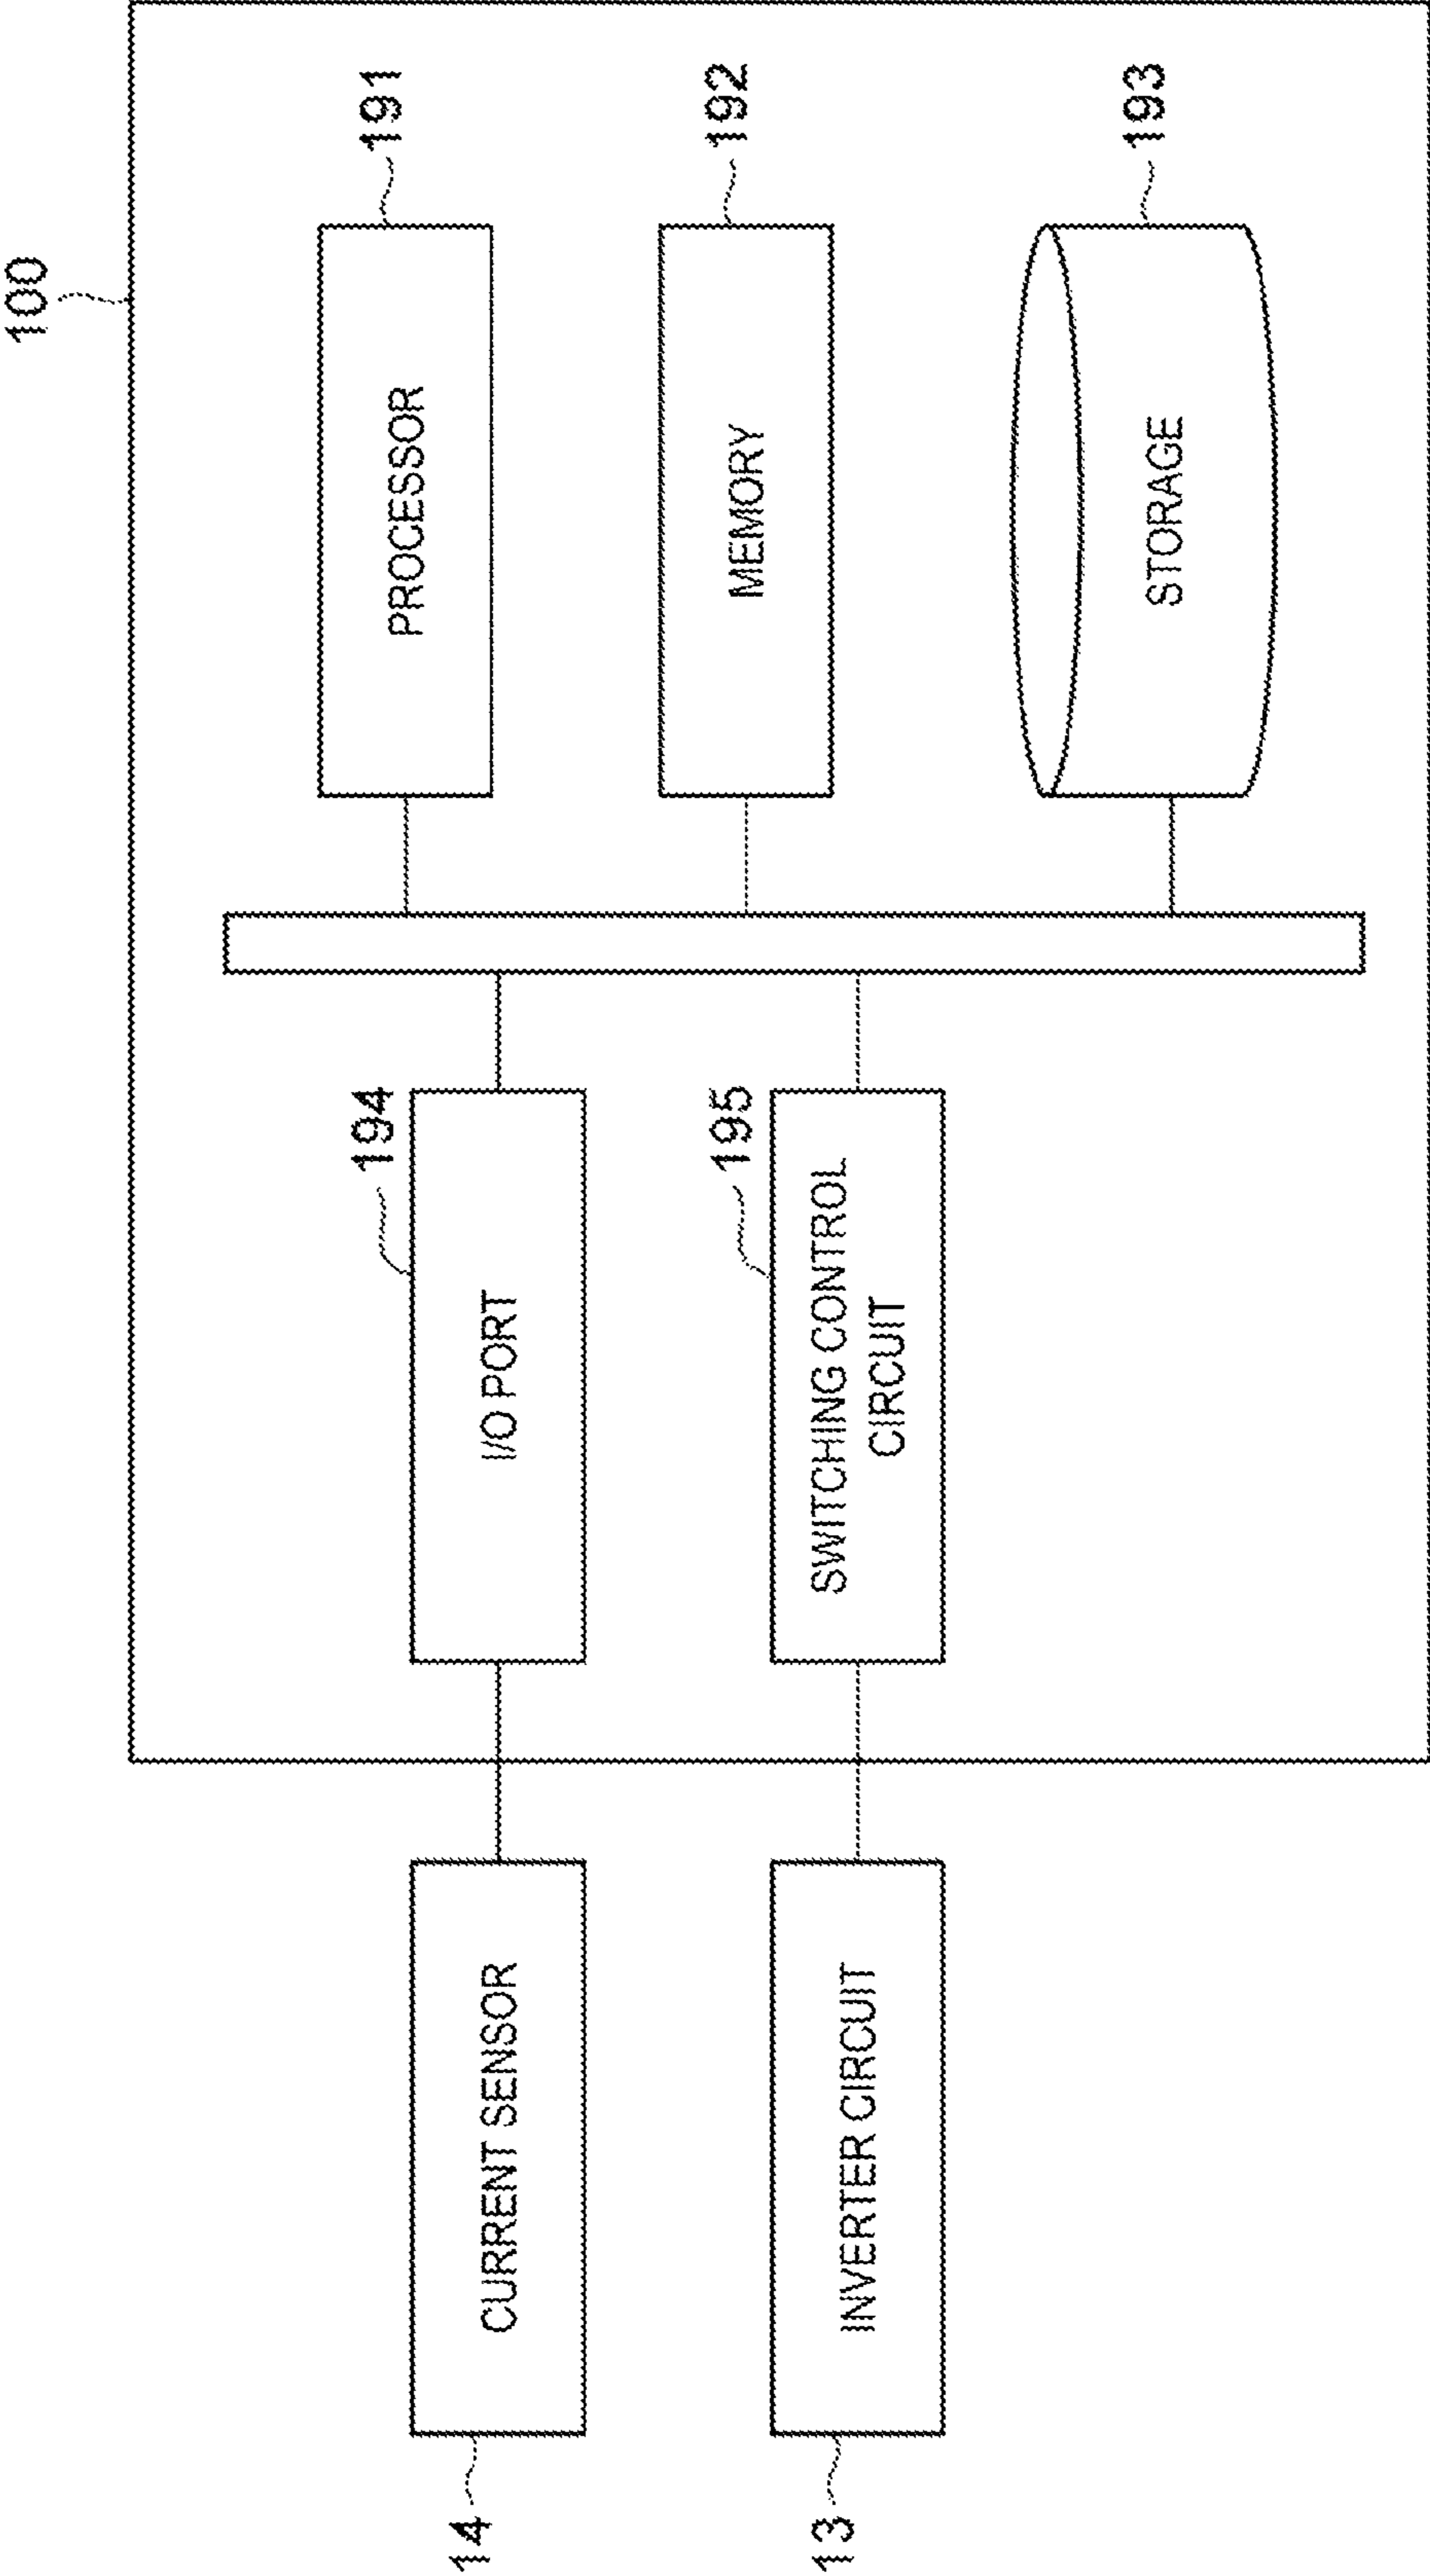 100
194
I/O PORT
191
PROCESSOR
14
CURRENT SENSOR
195
SWITCHING CONTROL
CIRCUIT
192
MEMORY
13
INVERTER CIRCUIT
193
STORAGE